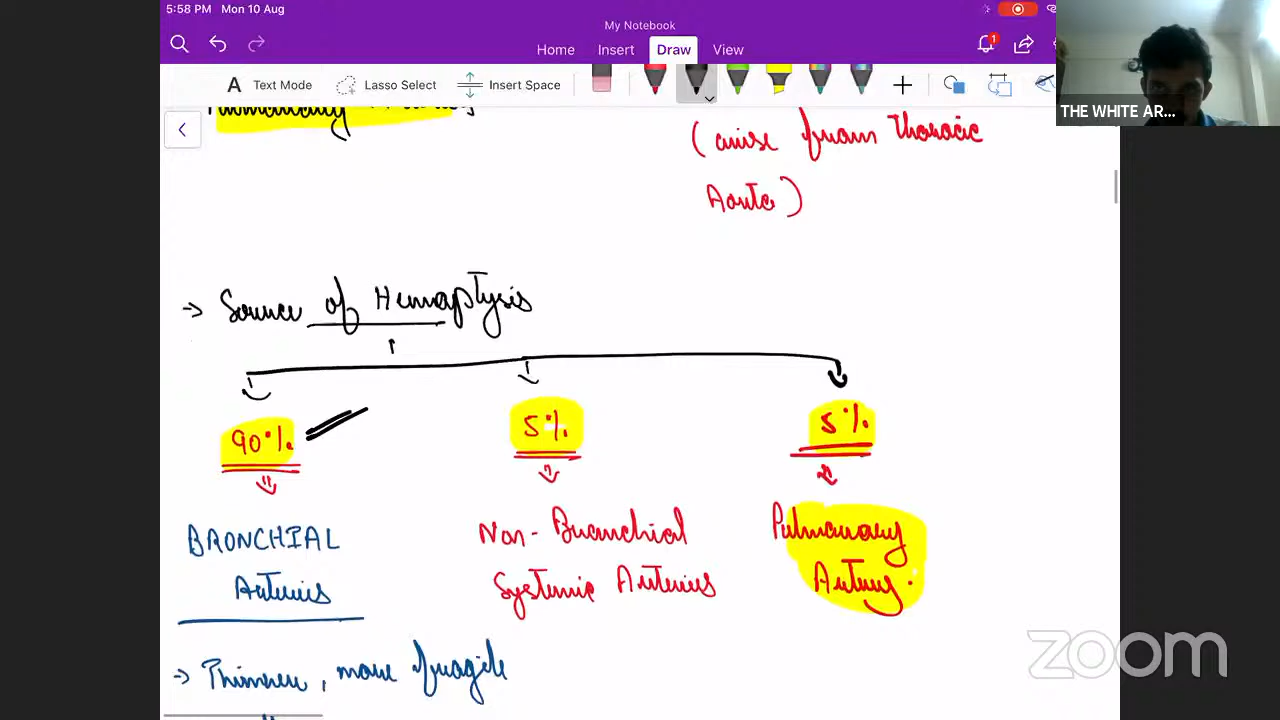 5:58 PM Mon 10 Aug
My Notebook
Home Insert Draw View
1
Text Mode Lasso Select Insert Space
THE WHITE AR...
(arise from Thoracic
Aorta)
→ Source of Hemoptysis
90% 5% 5%
BRONCHIAL Non-Bronchial Pulmonary
Arteries Systemic Arteries Artery.
→ Thinner, more fragile
zoom